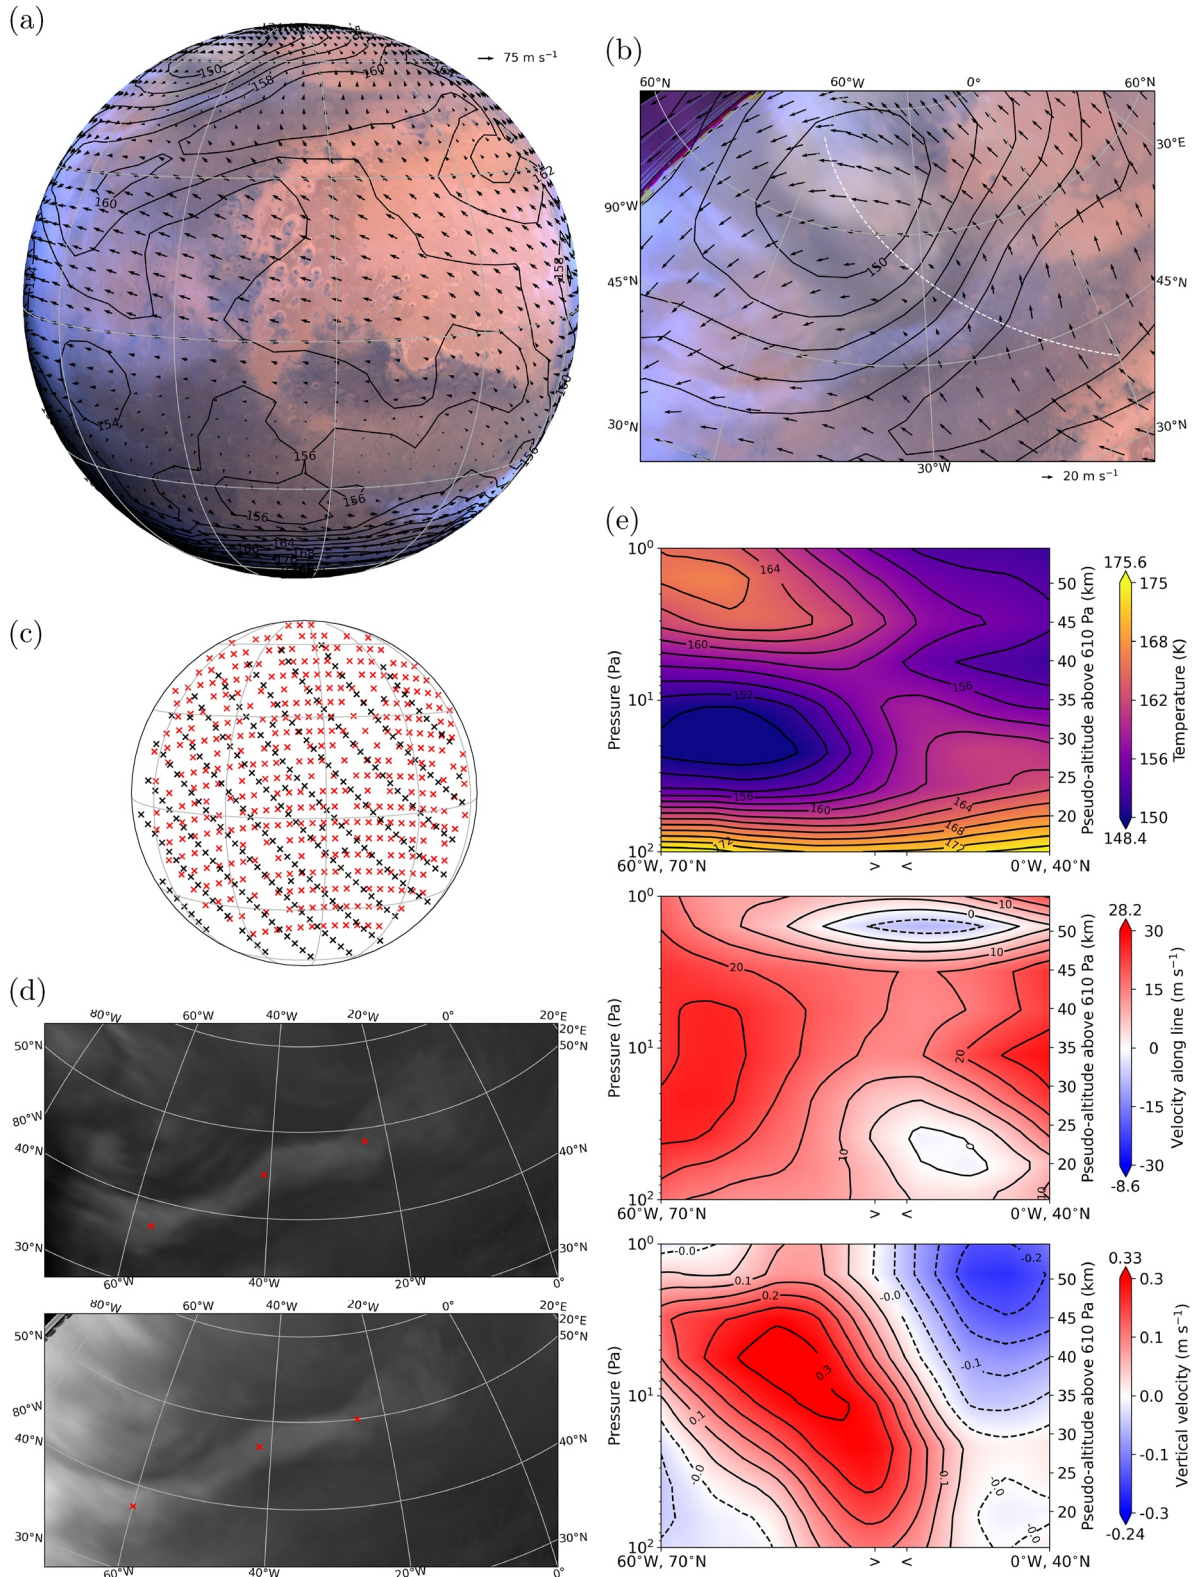 (a)
75 m s⁻¹
150
158
160
162
160
158
160
154
156
156
156
156
164
168
(b)
60°N
60°W
0°
60°N
30°E
90°W
150
45°N
45°N
30°N
30°N
30°W
20 m s⁻¹
(c)
(d)
80°W
60°W
40°W
0°
20°E
50°N
20°E
50°N
80°W
40°N
40°N
30°N
30°N
60°W
40°W
20°W
0°
80°W
60°W
40°W
0°
20°E
50°N
20°E
50°N
80°W
40°N
40°N
30°N
30°N
60°W
40°W
20°W
0°
(e)
10⁰
10¹
10²
Pressure (Pa)
164
160
152
156
156
160
164
168
172
172
50
45
40
35
30
25
20
Pseudo-altitude above 610 Pa (km)
60°W, 70°N
> <
0°W, 40°N
175.6
175
168
162
156
150
148.4
Temperature (K)
10⁰
10¹
10²
Pressure (Pa)
10
0
10
20
20
10
0
10
50
45
40
35
30
25
20
Pseudo-altitude above 610 Pa (km)
60°W, 70°N
> <
0°W, 40°N
28.2
30
15
0
-15
-30
-8.6
Velocity along line (m s⁻¹)
10⁰
10¹
10²
Pressure (Pa)
-0.0
0.1
0.2
-0.0
-0.2
-0.1
0.3
0.1
-0.0
0.1
-0.0
-0.0
50
45
40
35
30
25
20
Pseudo-altitude above 610 Pa (km)
60°W, 70°N
> <
0°W, 40°N
0.33
0.3
0.1
0.0
-0.1
-0.3
-0.24
Vertical velocity (m s⁻¹)